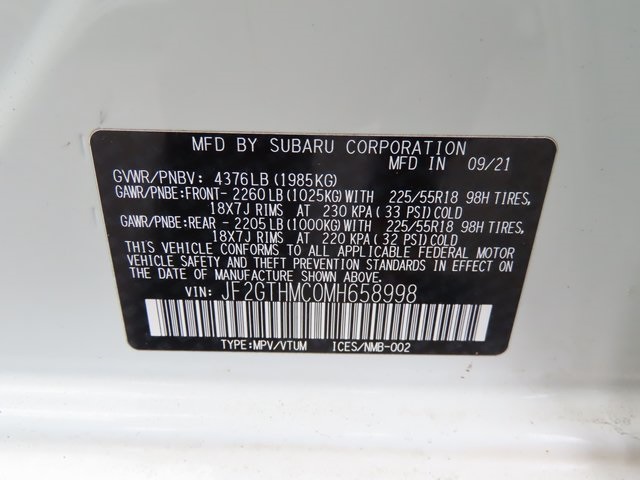 MFD BY SUBARU CORPORATION
MFD IN 09/21
GVWR/PNBV: 4376LB (1985KG)
GAWR/PNBE:FRONT- 2260LB (1025KG)WITH 225/55R18 98H TIRES,
18X7J RIMS AT 230 KPA ( 33 PSI)COLD
GAWR/PNBE:REAR - 2205LB (1000KG)WITH 225/55R18 98H TIRES,
18X7J RIMS AT 220 KPA ( 32 PSI)COLD
THIS VEHICLE CONFORMS TO ALL APPLICABLE FEDERAL MOTOR
VEHICLE SAFETY, BUMPER, AND THEFT PREVENTION STANDARDS
IN EFFECT ON THE DATE OF MANUFACTURE SHOWN ABOVE.
VIN: JF2GTHMC0MH658998
TYPE:MPV/VTUM ICES/NMB-002